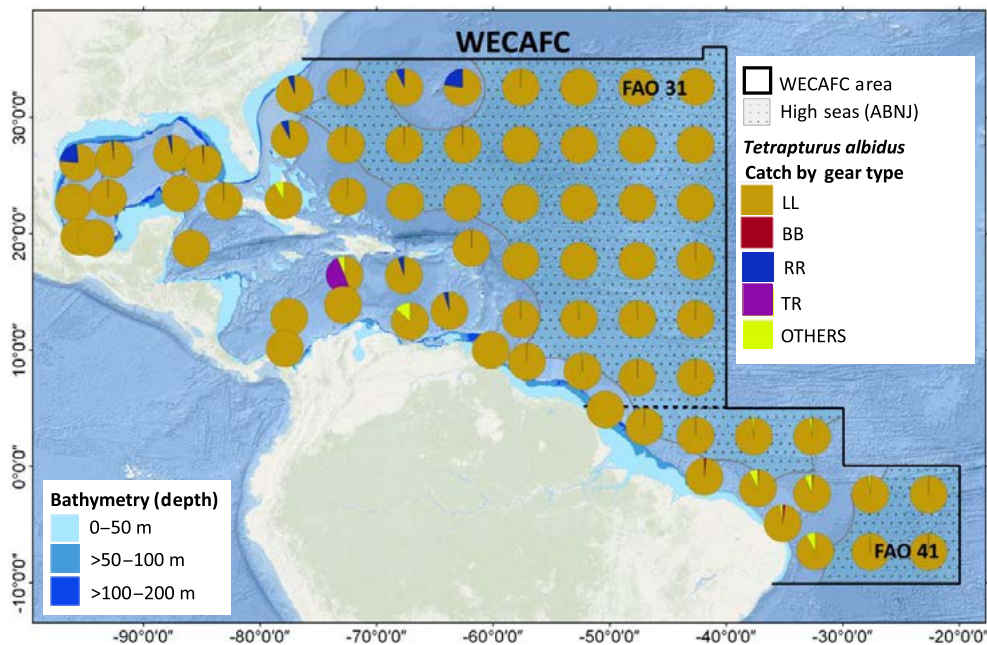 WECAFC
FAO 31
WECAFC area
High seas (ABNJ)
Tetrapturus albidus
Catch by gear type
LL
BB
RR
TR
OTHERS
30°0'0"
20°0'0"
10°0'0"
0°0'0"
-10°0'0"
FAO 41
Bathymetry (depth)
0–50 m
>50–100 m
>100–200 m
-90°0'0"
-80°0'0"
-70°0'0"
-60°0'0"
-50°0'0"
-40°0'0"
-30°0'0"
-20°0'0"